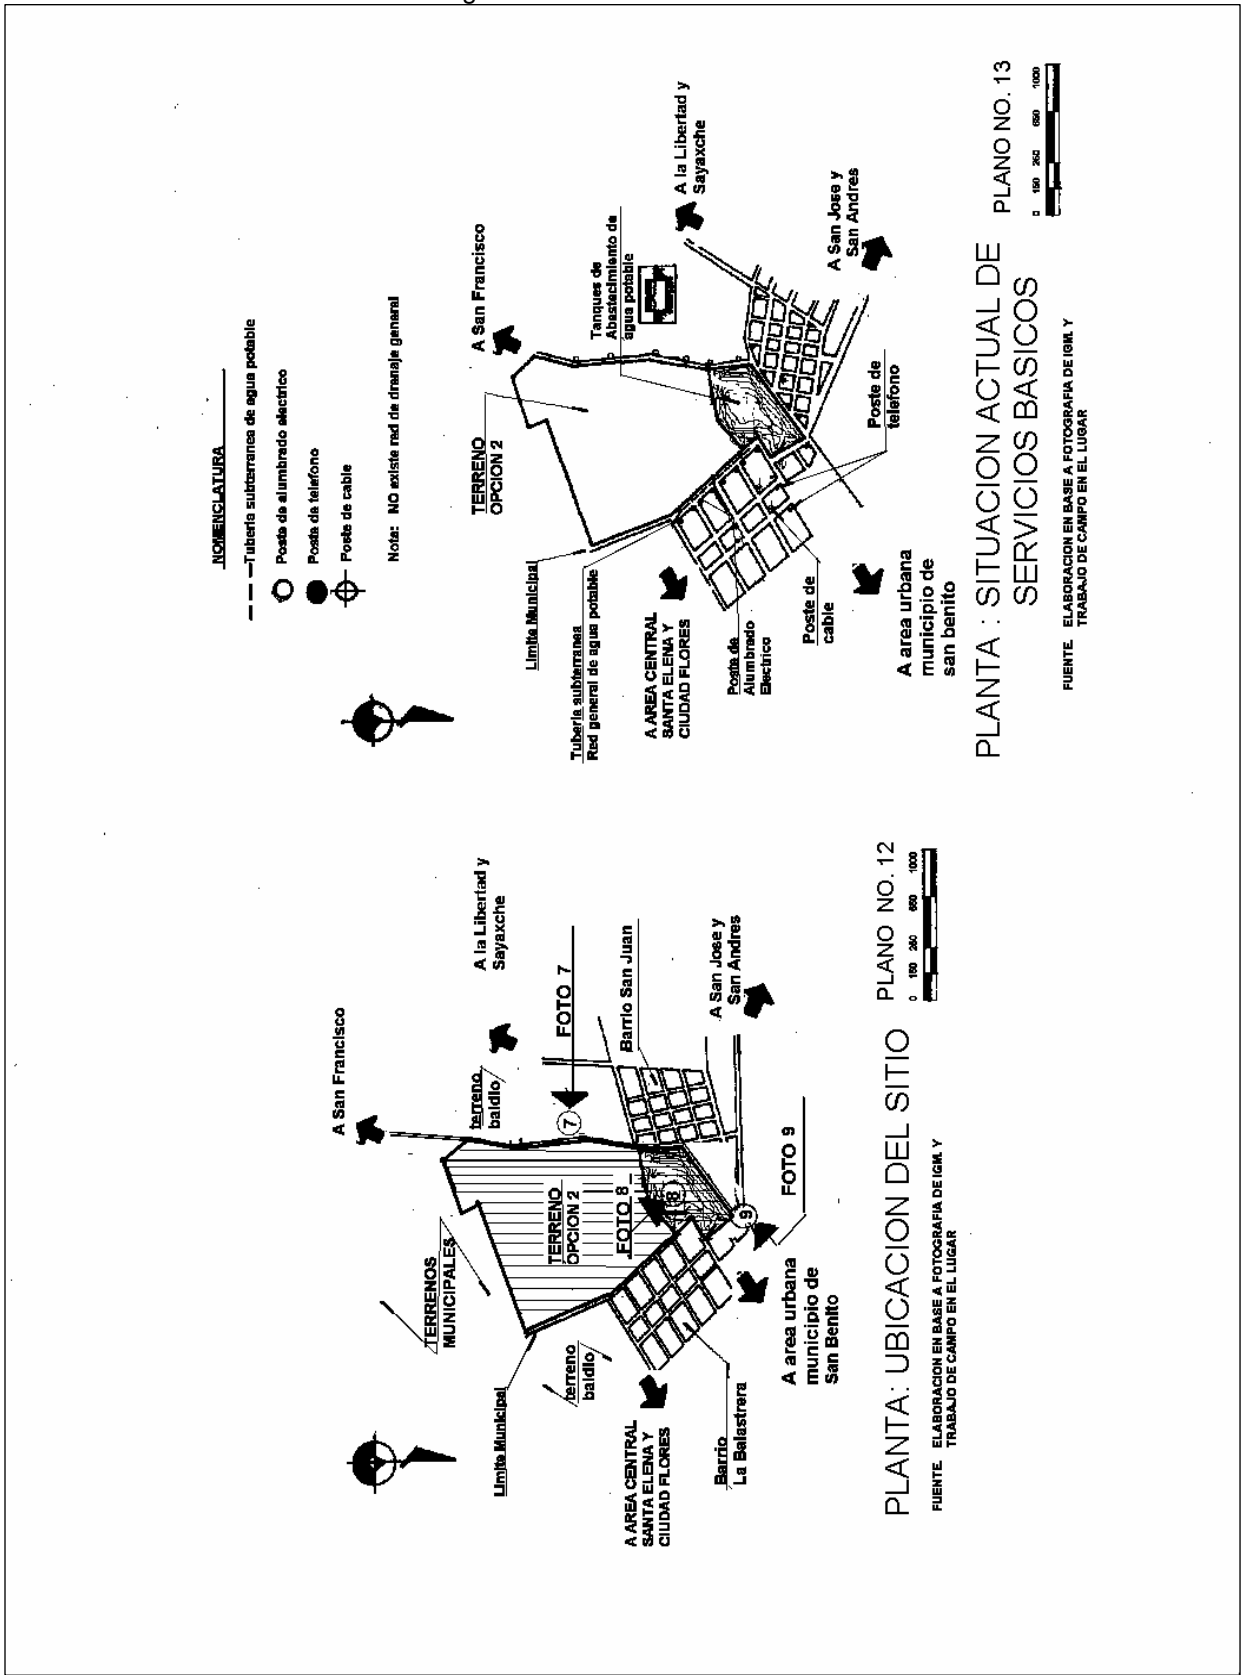 g
NOMENCLATURA
Tuberia subterranea de agua potable
Poste de alumbrado electrico
Poste de telefono
Poste de cable
Nota: NO existe red de drenaje general
A San Francisco
TERRENO
OPCION 2
Tanques de
Abastecimiento de
agua potable
A la Libertad y
Sayaxche
A San Jose y
San Andres
Limite Municipal
Tuberia subterranea
Red general de agua potable
A AREA CENTRAL
SANTA ELENA Y
CIUDAD FLORES
Poste de
Alumbrado
Electrico
Poste de
cable
Poste de
telefono
A area urbana
municipio de
san benito
PLANTA : SITUACION ACTUAL DE
SERVICIOS BASICOS
PLANO NO. 13
0 150 260 650 1000
FUENTE. ELABORACION EN BASE A FOTOGRAFIA DE IGM. Y
TRABAJO DE CAMPO EN EL LUGAR
A San Francisco
A la Libertad y
Sayaxche
terreno
baldio
FOTO 7
7
TERRENOS
MUNICIPALES
TERRENO
OPCION 2
FOTO 8
8
Barrio San Juan
A San Jose y
San Andres
FOTO 9
9
Limite Municipal
terreno
baldio
A AREA CENTRAL
SANTA ELENA Y
CIUDAD FLORES
Barrio
La Balastrera
A area urbana
municipio de
San Benito
PLANTA: UBICACION DEL SITIO
PLANO NO. 12
0 150 260 650 1000
FUENTE. ELABORACION EN BASE A FOTOGRAFIA DE IGM. Y
TRABAJO DE CAMPO EN EL LUGAR